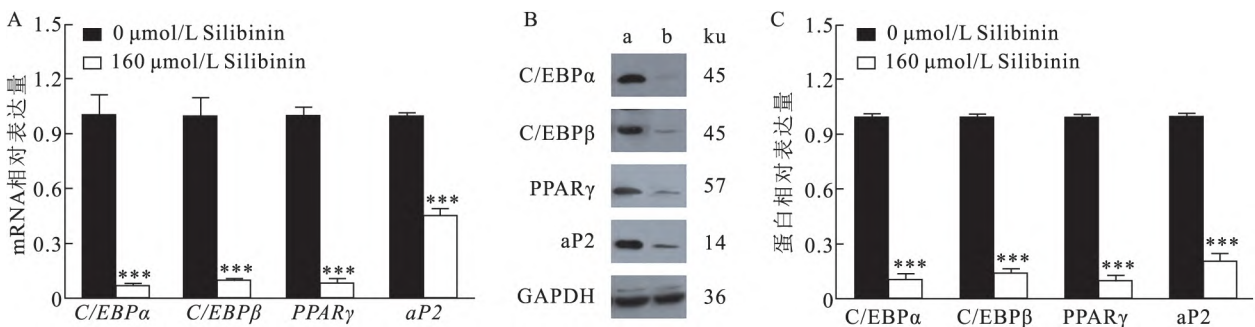 A
1.5
1.2
0.9
0.6
0.3
0
mRNA相对表达量
0 μmol/L Silibinin
160 μmol/L Silibinin
***
***
***
***
C/EBPα
C/EBPβ
PPARγ
aP2
B
a b ku
C/EBPα 45
C/EBPβ 45
PPARγ 57
aP2 14
GAPDH 36
C
1.5
1.2
0.9
0.6
0.3
0
蛋白相对表达量
0 μmol/L Silibinin
160 μmol/L Silibinin
***
***
***
***
C/EBPα
C/EBPβ
PPARγ
aP2